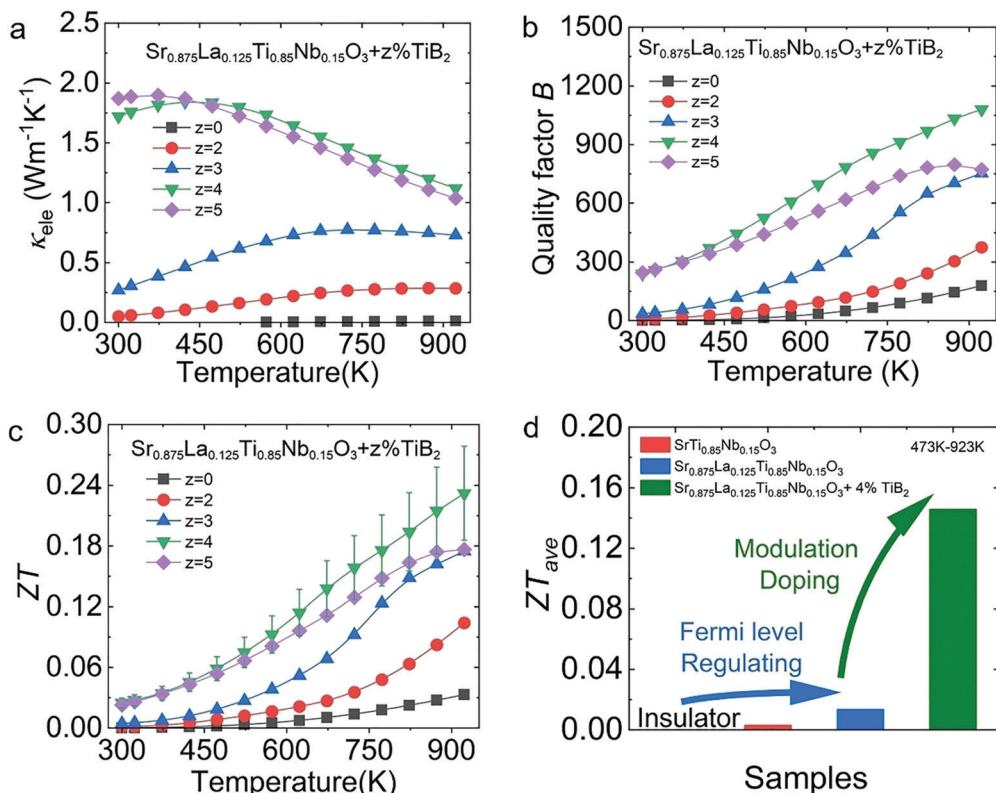 a
Sr0.875La0.125Ti0.85Nb0.15O3+z%TiB2
z=0
z=2
z=3
z=4
z=5
κele (Wm-1K-1)
2.5
2.0
1.5
1.0
0.5
0.0
300 450 600 750 900
Temperature(K)
b
Sr0.875La0.125Ti0.85Nb0.15O3+z%TiB2
z=0
z=2
z=3
z=4
z=5
Quality factor B
1500
1200
900
600
300
0
300 450 600 750 900
Temperature (K)
c
Sr0.875La0.125Ti0.85Nb0.15O3+z%TiB2
z=0
z=2
z=3
z=4
z=5
ZT
0.30
0.24
0.18
0.12
0.06
0.00
300 450 600 750 900
Temperature(K)
d
SrTi0.85Nb0.15O3
Sr0.875La0.125Ti0.85Nb0.15O3
Sr0.875La0.125Ti0.85Nb0.15O3+ 4% TiB2
473K-923K
Modulation
Doping
Fermi level
Regulating
Insulator
ZTave
0.20
0.16
0.12
0.08
0.04
0.00
Samples